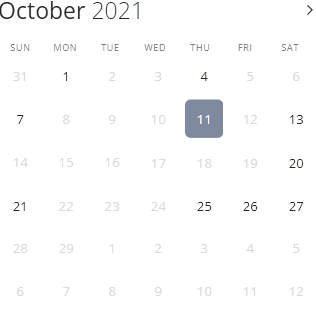 October 2021
SUN MON TUE WED THU FRI SAT
31 1 2 3 4 5 6
7 8 9 10 11 12 13
14 15 16 17 18 19 20
21 22 23 24 25 26 27
28 29 1 2 3 4 5
6 7 8 9 10 11 12